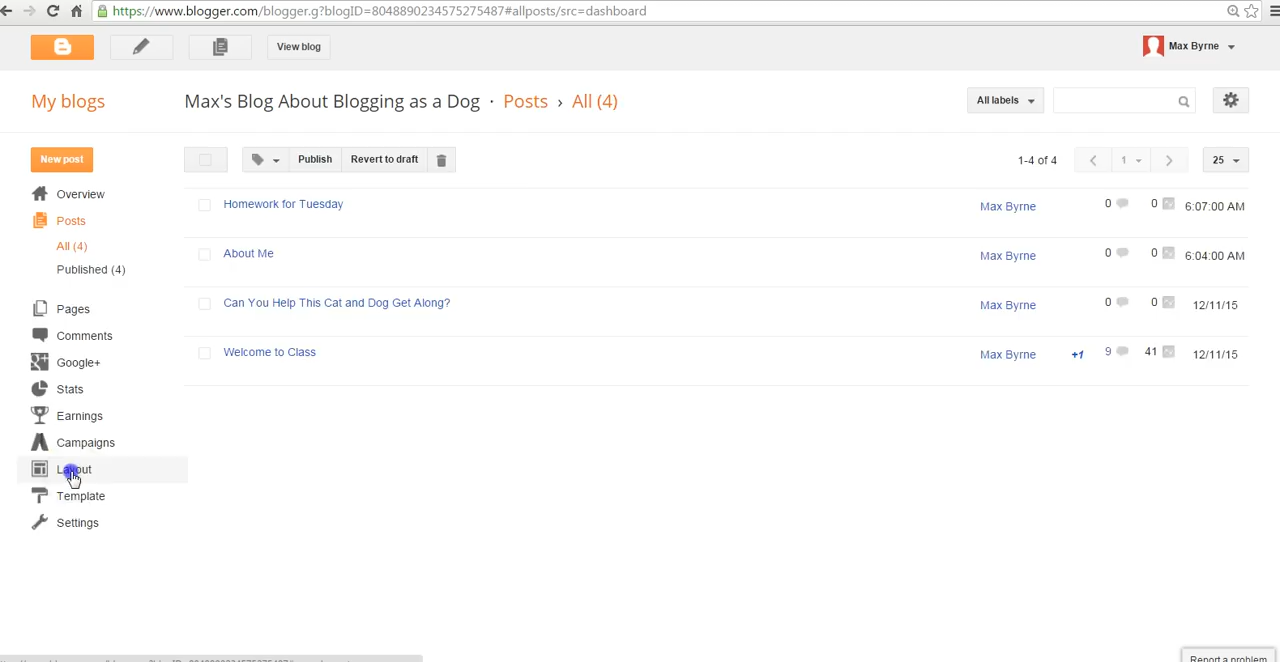 https://www.blogger.com/blogger.g?blogID=8048890234575275487#allposts/src=dashboard
View blog
Max Byrne
My blogs
Max's Blog About Blogging as a Dog · Posts › All (4)
All labels
New post
Publish
Revert to draft
1-4 of 4
1
25
Overview
Posts
All (4)
Published (4)
Pages
Comments
Google+
Stats
Earnings
Campaigns
Layout
Template
Settings
Homework for Tuesday Max Byrne 0 0 6:07:00 AM
About Me Max Byrne 0 0 6:04:00 AM
Can You Help This Cat and Dog Get Along? Max Byrne 0 0 12/11/15
Welcome to Class Max Byrne +1 9 41 12/11/15
Report a problem